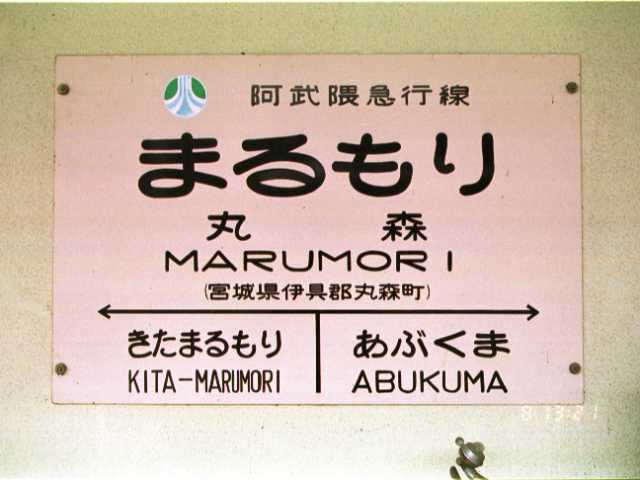 阿武隈急行線
まるもり
丸 森
MARUMORI
(宮城県伊具郡丸森町)
きたまるもり あぶくま
KITA-MARUMORI ABUKUMA